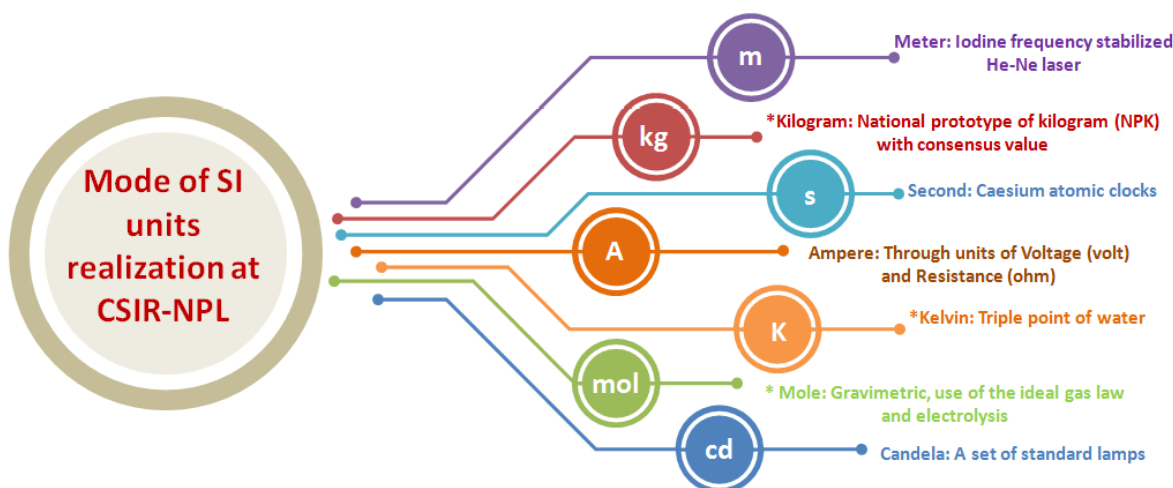 Mode of SI
units
realization at
CSIR-NPL
m
Meter: Iodine frequency stabilized
He-Ne laser
kg
*Kilogram: National prototype of kilogram (NPK)
with consensus value
s
Second: Caesium atomic clocks
A
Ampere: Through units of Voltage (volt)
and Resistance (ohm)
K
*Kelvin: Triple point of water
mol
* Mole: Gravimetric, use of the ideal gas law
and electrolysis
cd
Candela: A set of standard lamps